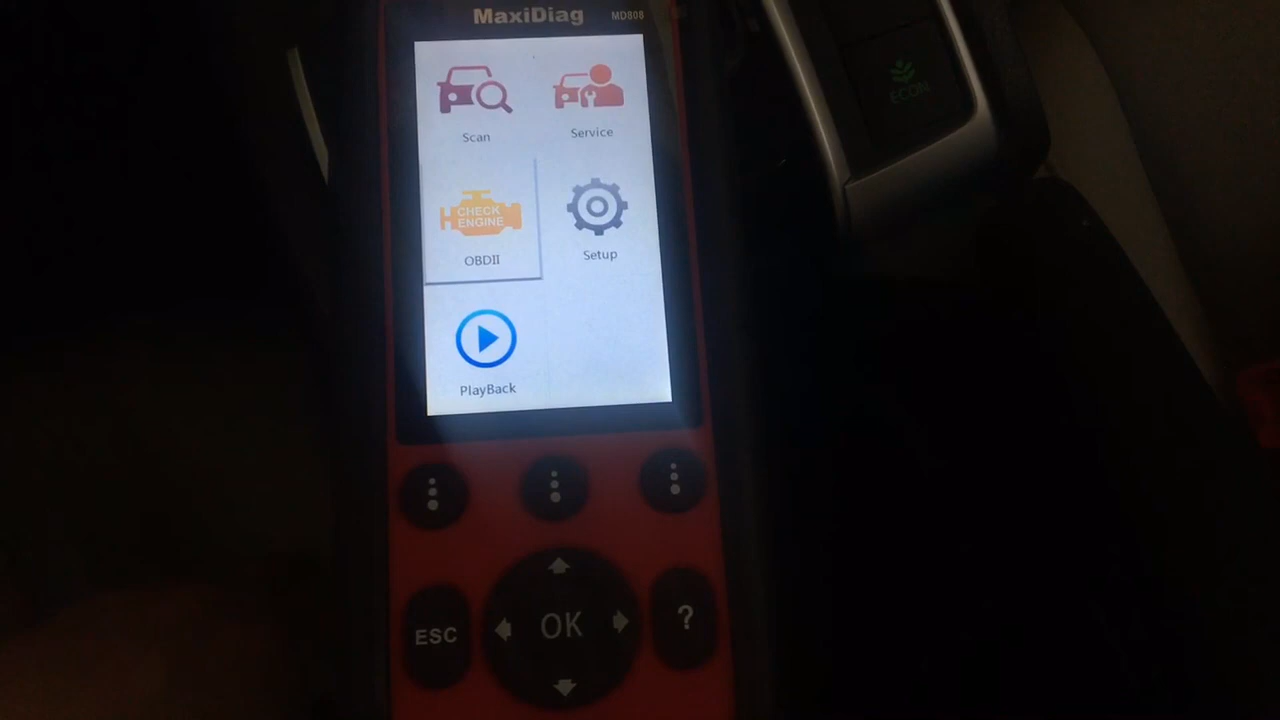 MaxiDiag MD808
Scan
Service
CHECK
ENGINE
OBDII
Setup
PlayBack
ESC
OK
?
ECON